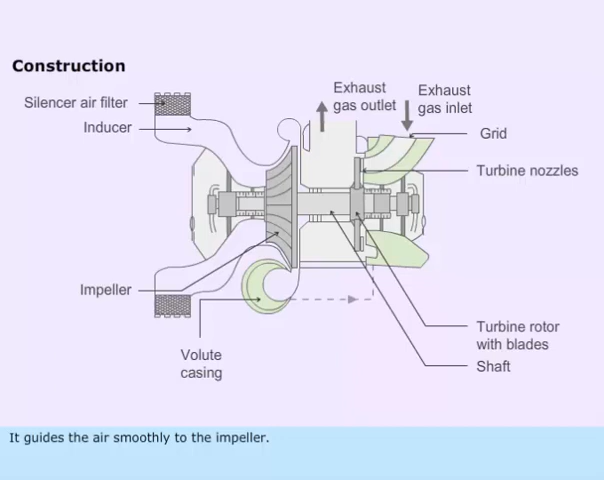 Construction
Silencer air filter
Inducer
Exhaust
gas outlet
Exhaust
gas inlet
Grid
Turbine nozzles
Impeller
Volute
casing
Turbine rotor
with blades
Shaft
It guides the air smoothly to the impeller.